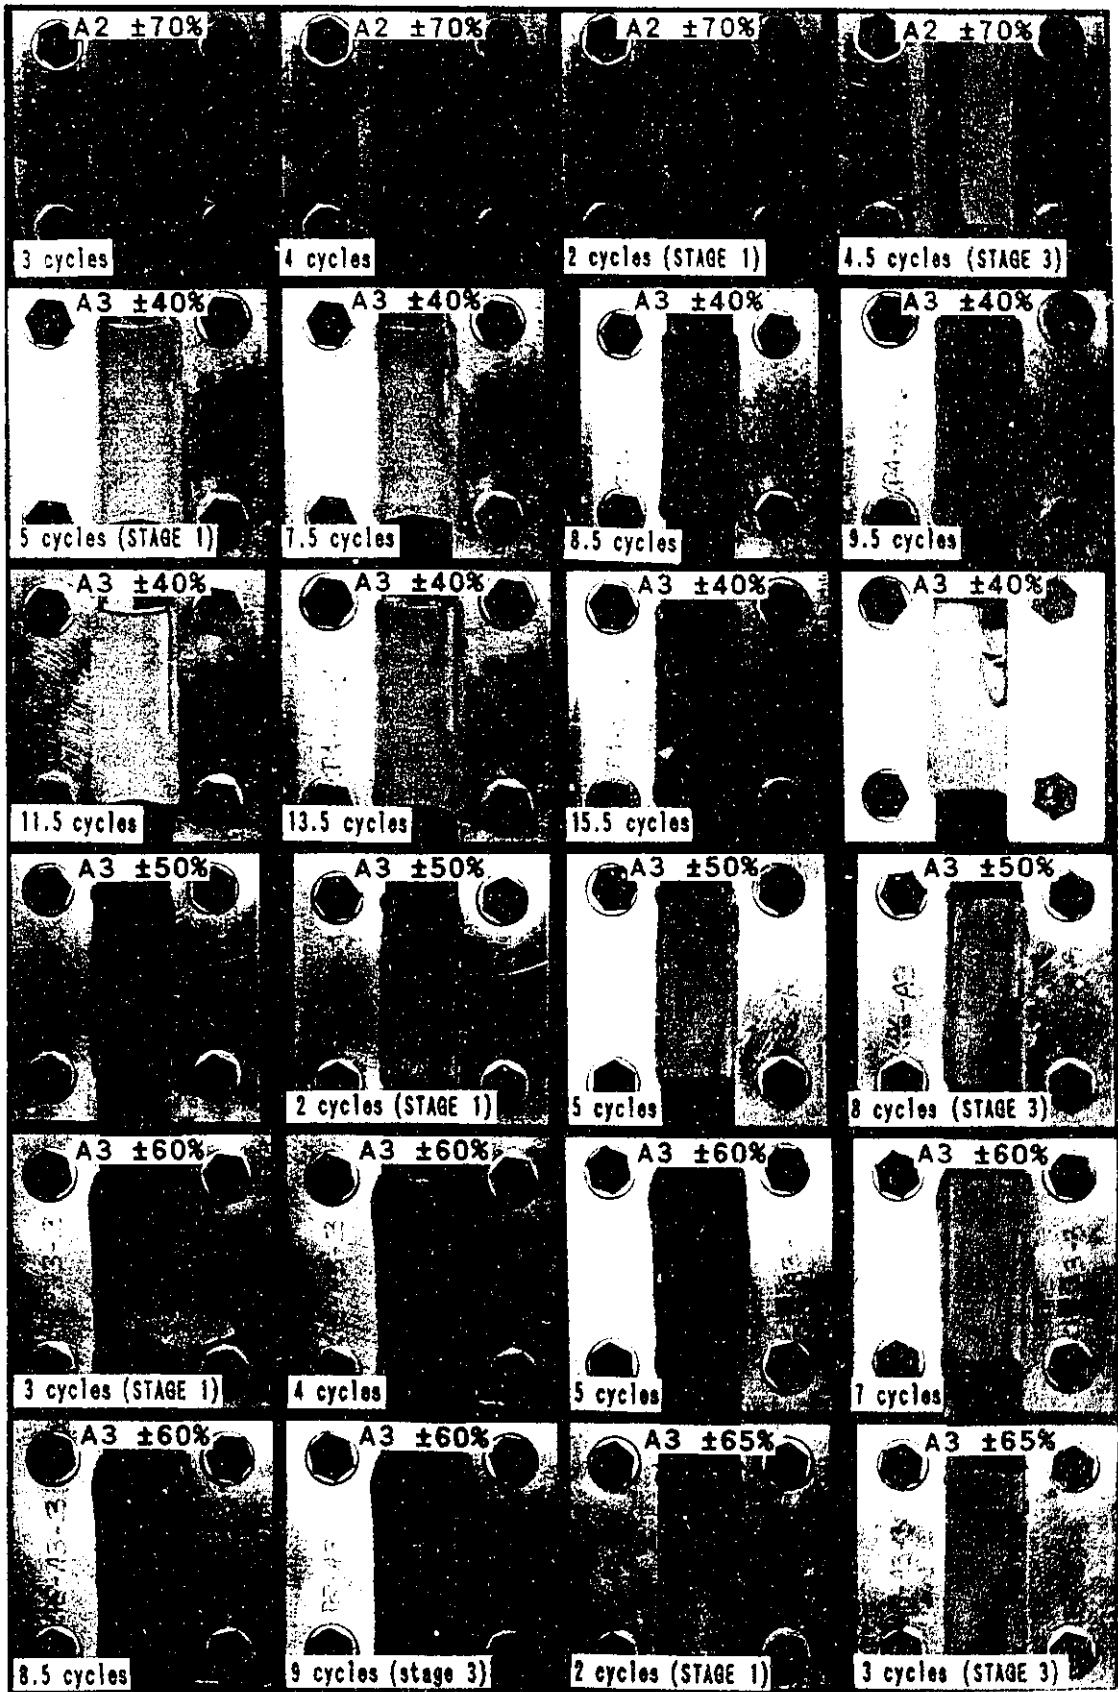 A2 ±70%
A2 ±70%
A2 ±70%
A2 ±70%
3 cycles
4 cycles
2 cycles (STAGE 1)
4.5 cycles (STAGE 3)
A3 ±40%
A3 ±40%
A3 ±40%
A3 ±40%
5 cycles (STAGE 1)
7.5 cycles
8.5 cycles
9.5 cycles
A3 ±40%
A3 ±40%
A3 ±40%
A3 ±40%
11.5 cycles
13.5 cycles
15.5 cycles
A3 ±50%
A3 ±50%
A3 ±50%
A3 ±50%
2 cycles (STAGE 1)
5 cycles
8 cycles (STAGE 3)
A3 ±60%
A3 ±60%
A3 ±60%
A3 ±60%
3 cycles (STAGE 1)
4 cycles
5 cycles
7 cycles
A3 ±60%
A3 ±60%
A3 ±65%
A3 ±65%
8.5 cycles
9 cycles (stage 3)
2 cycles (STAGE 1)
3 cycles (STAGE 3)